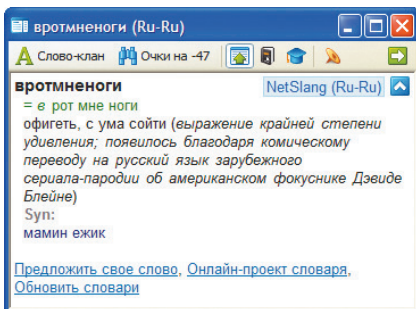 вротмненоги (Ru-Ru)
Слово-клан Очки на -47
вротмненоги NetSlang (Ru-Ru)
= в рот мне ноги
офигеть, с ума сойти (выражение крайней степени
удивления; появилось благодаря комическому
переводу на русский язык зарубежного
сериала-пародии об американском фокуснике Дэвиде
Блейне)
Syn:
мамин ежик
Предложить свое слово, Онлайн-проект словаря,
Обновить словари